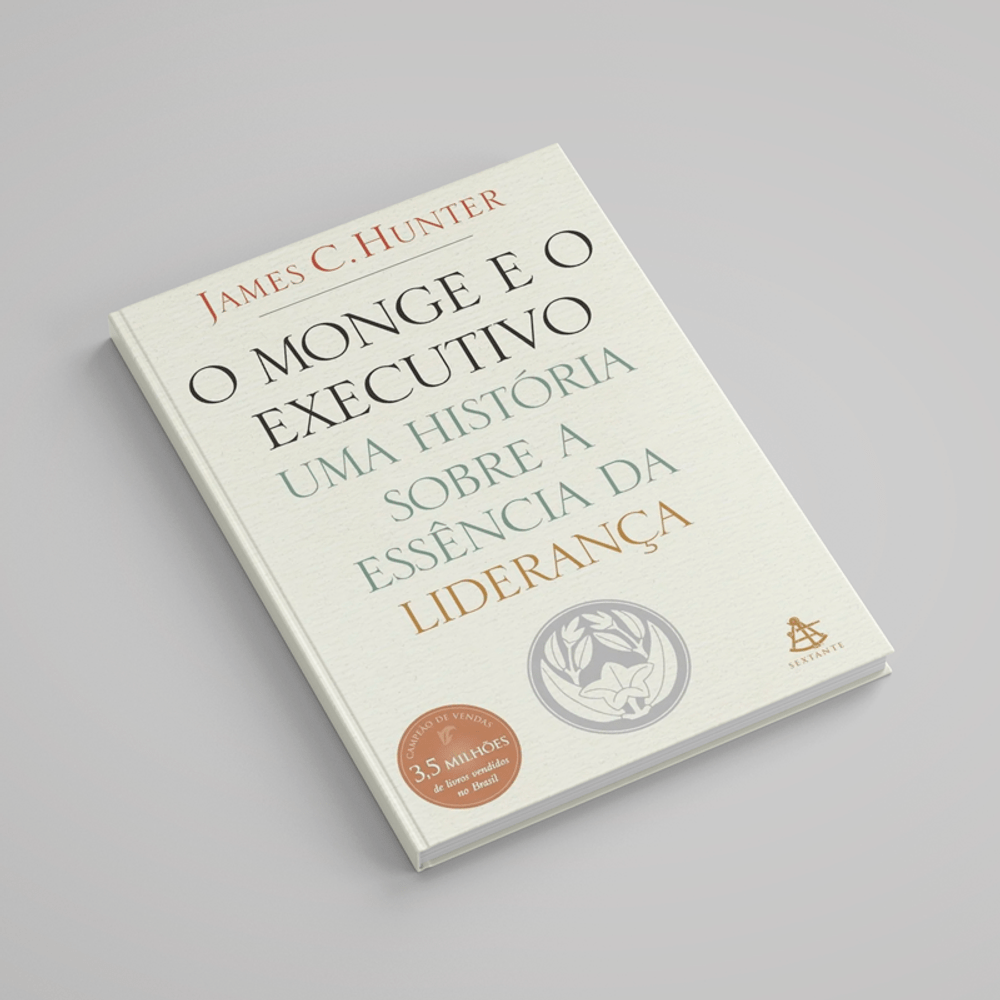 JAMES C. HUNTER
O MONGE E O
EXECUTIVO
UMA HISTÓRIA
SOBRE A
ESSÊNCIA DA
LIDERANÇA
SEXTANTE
CAMPEÃO DE VENDAS
3,5 MILHÕES
de livros vendidos
no Brasil